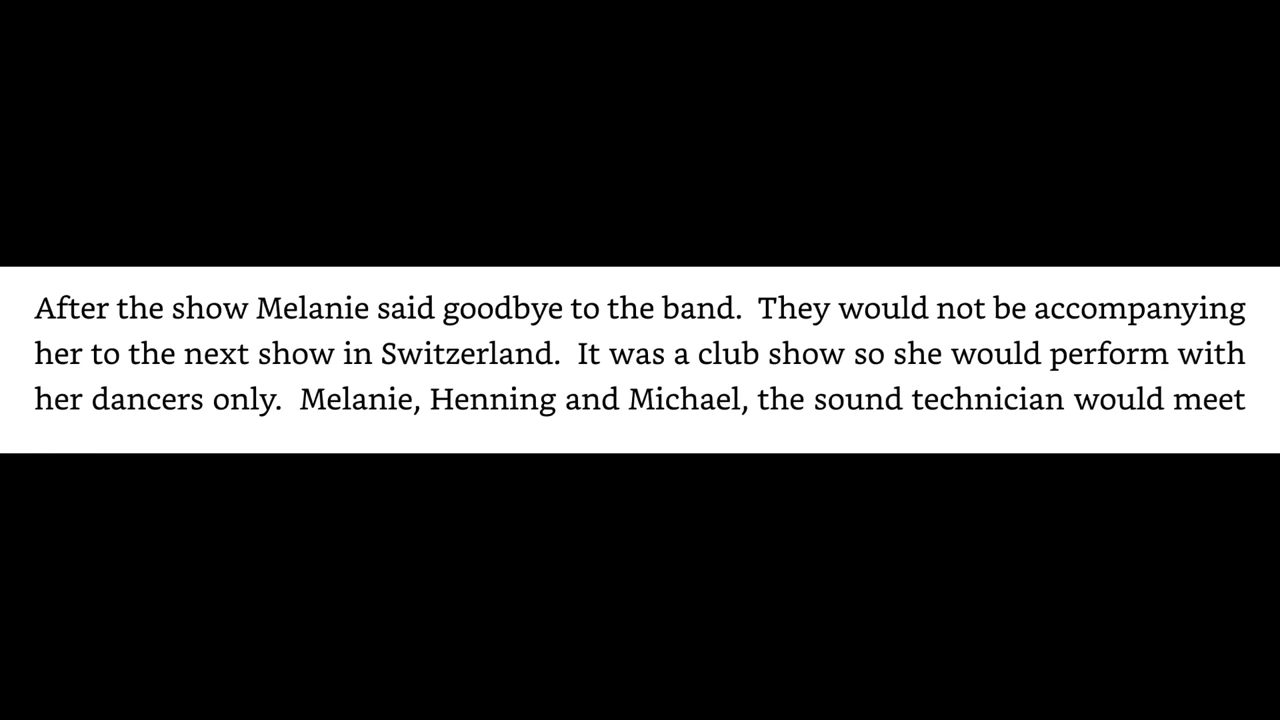 After the show Melanie said goodbye to the band.  They would not be accompanying
her to the next show in Switzerland.  It was a club show so she would perform with
her dancers only.  Melanie, Henning and Michael, the sound technician would meet